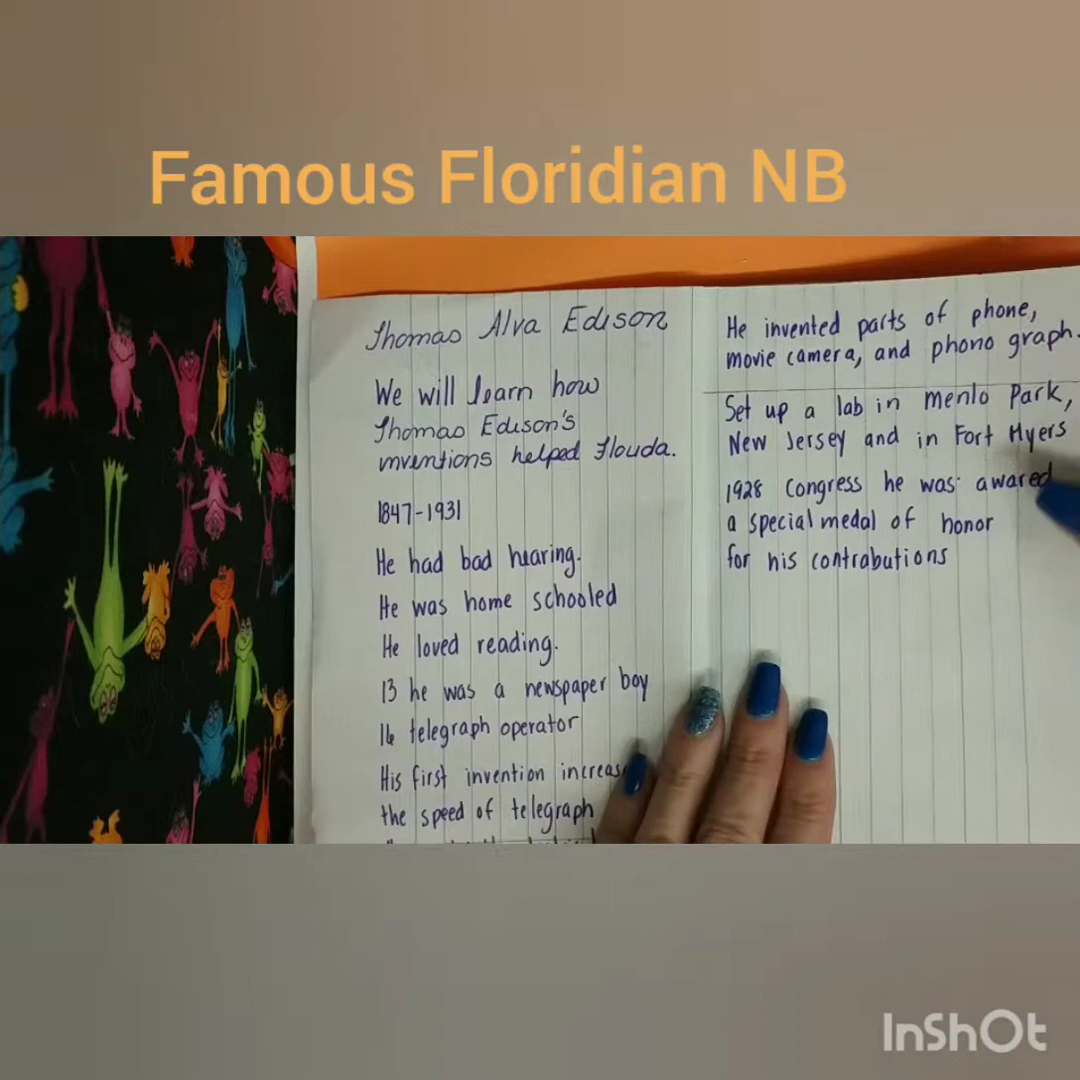 Famous Floridian NB
Thomas Alva Edison
We will learn how
Thomas Edison's
inventions helped Florida.
1847-1931
He had bad hearing.
He was home schooled
He loved reading.
13 he was a newspaper boy
16 telegraph operator
His first invention increas
the speed of telegraph
He invented parts of phone,
movie camera, and phono graph.
Set up a lab in Menlo Park,
New Jersey and in Fort Myers
1928 Congress he was awared
a special medal of honor
for his contrabutions
InShOt